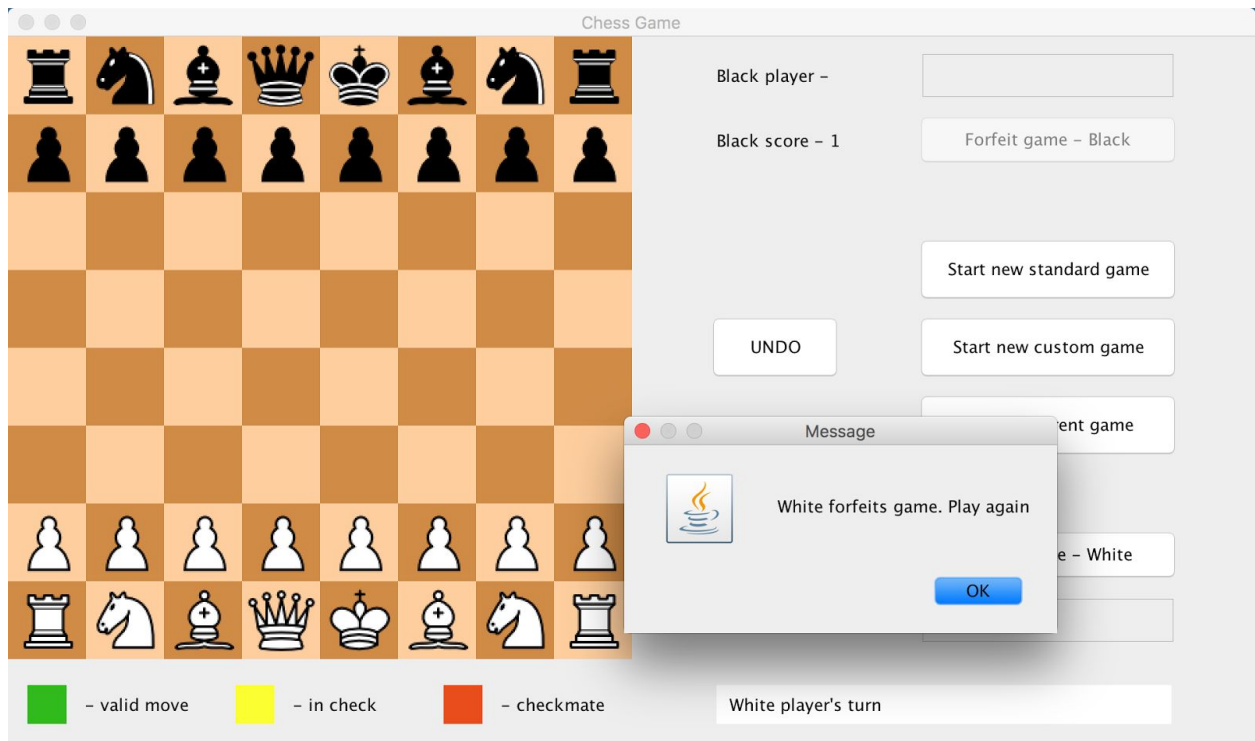 Chess Game
Black player –
Black score – 1
Forfeit game – Black
Start new standard game
UNDO
Start new custom game
ent game
Message
White forfeits game. Play again
e – White
OK
– valid move
– in check
– checkmate
White player's turn